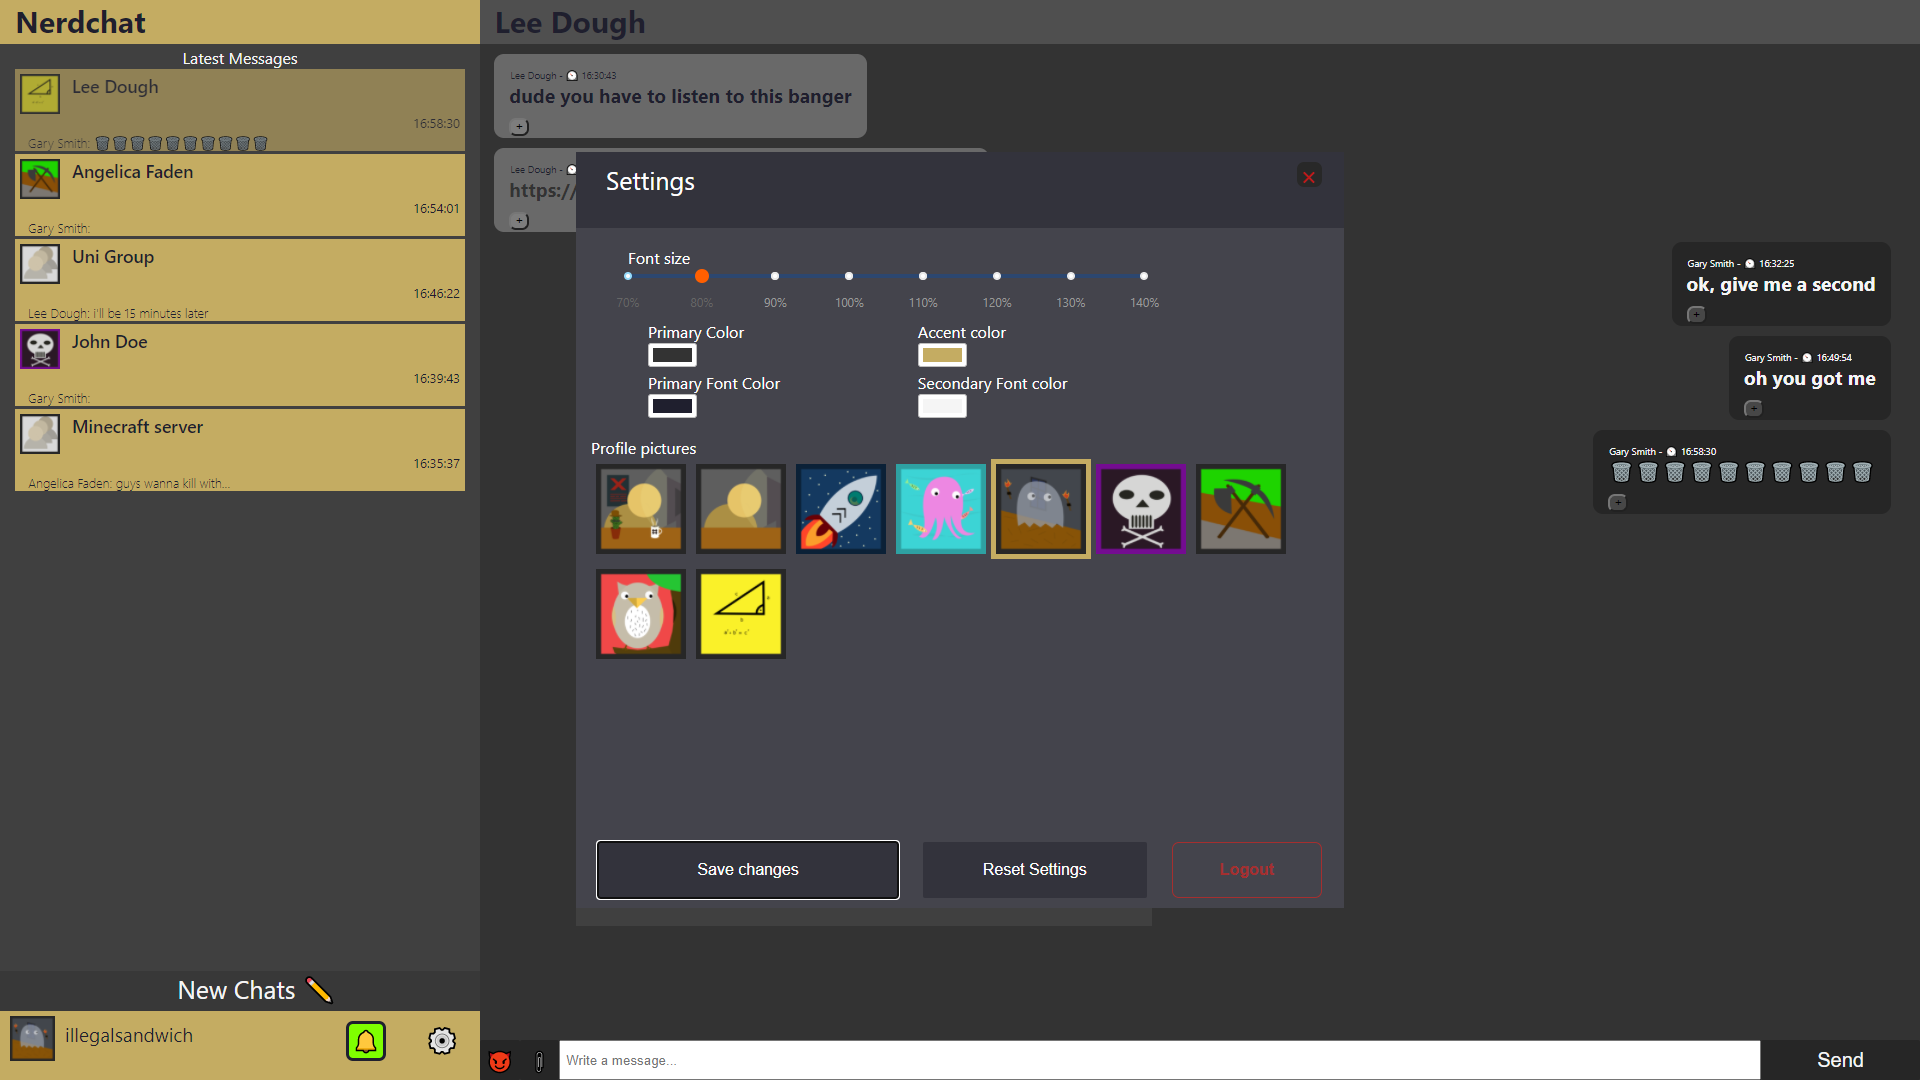 Nerdchat
Latest Messages
Lee Dough
16:58:30
Gary Smith: 🗑🗑🗑🗑🗑🗑🗑🗑🗑🗑
Angelica Faden
16:54:01
Gary Smith:
Uni Group
16:46:22
Lee Dough: i'll be 15 minutes later
John Doe
16:39:43
Gary Smith:
Minecraft server
16:35:37
Angelica Faden: guys wanna kill with...
New Chats ✏️
illegalsandwich
Lee Dough
Lee Dough - 16:30:43
dude you have to listen to this banger
+
Lee Dough -
https://
+
Gary Smith - 16:32:25
ok, give me a second
+
Gary Smith - 16:49:54
oh you got me
+
Gary Smith - 16:58:30
🗑🗑🗑🗑🗑🗑🗑🗑🗑🗑
+
Settings
Font size
70% 80% 90% 100% 110% 120% 130% 140%
Primary Color Accent color
Primary Font Color Secondary Font color
Profile pictures
Save changes Reset Settings Logout
Write a message...
Send